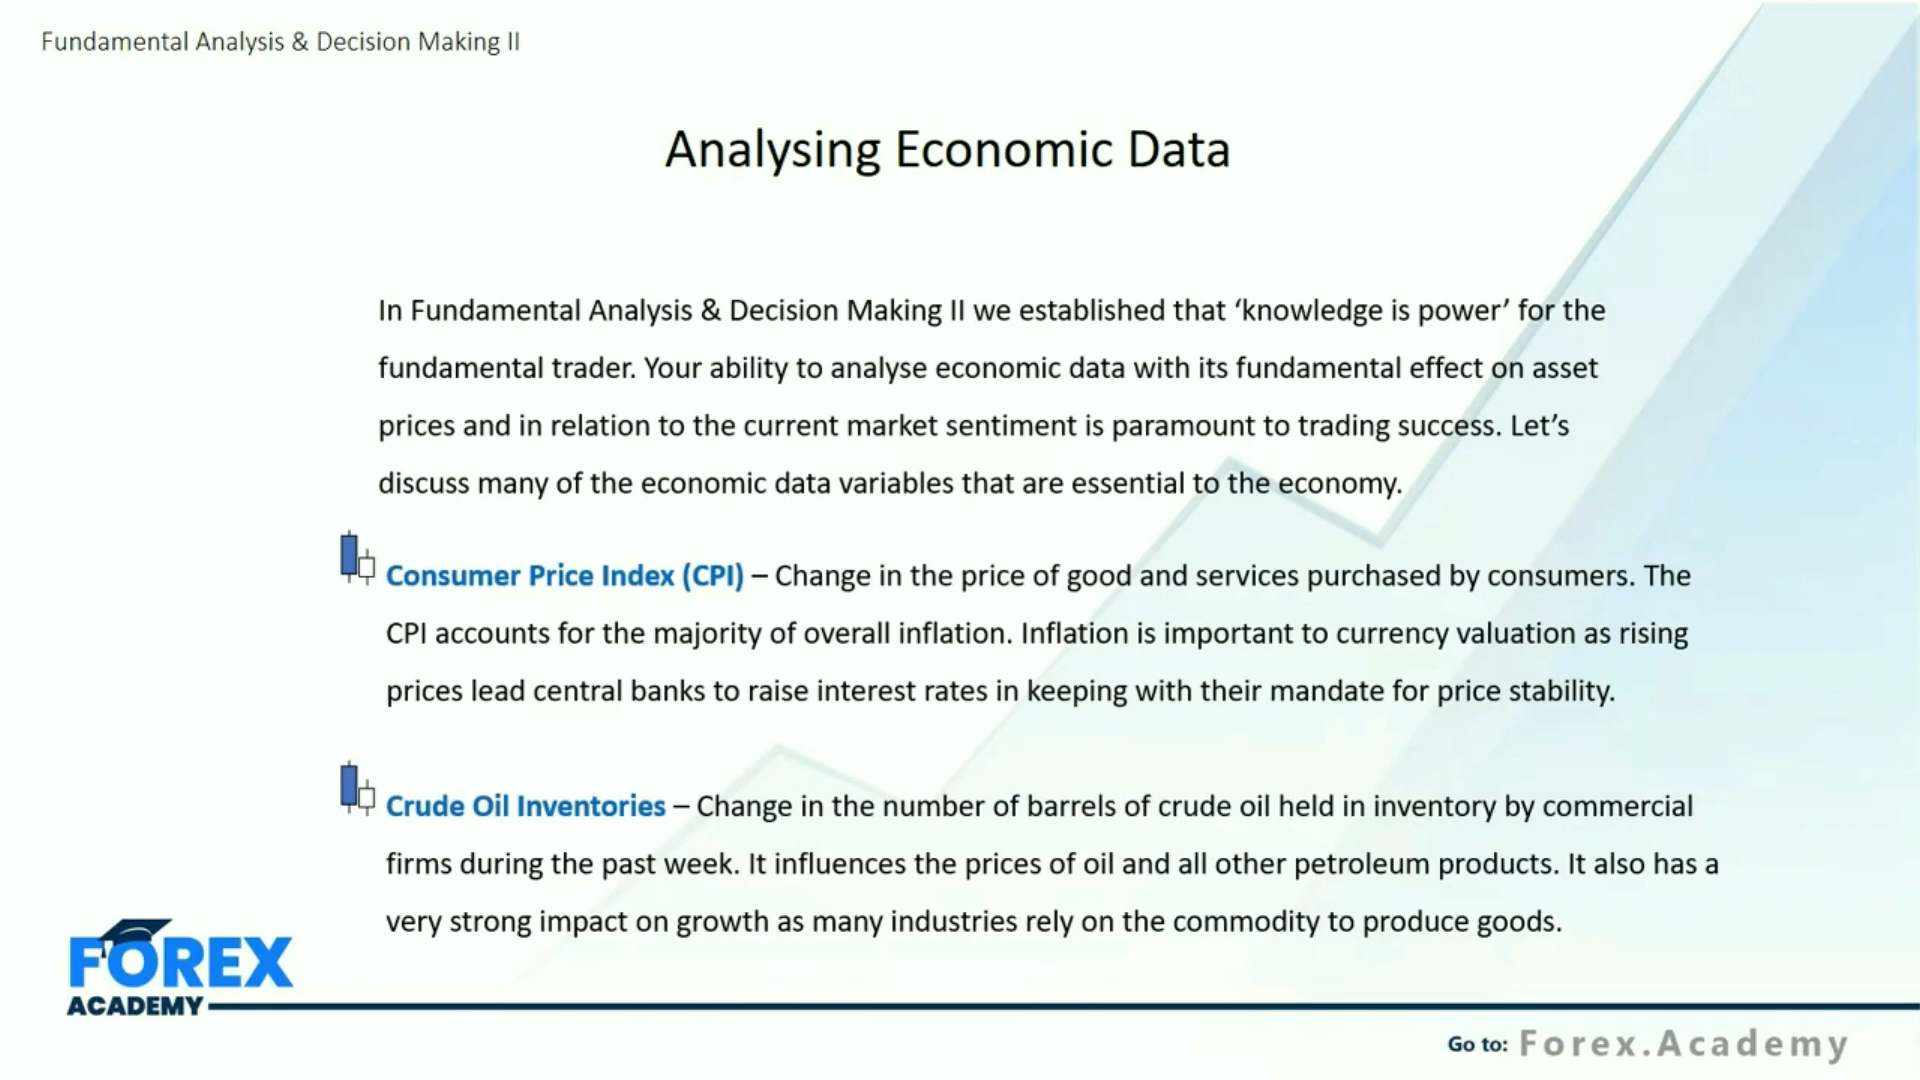 Fundamental Analysis & Decision Making II
Analysing Economic Data
In Fundamental Analysis & Decision Making II we established that ‘knowledge is power’ for the
fundamental trader. Your ability to analyse economic data with its fundamental effect on asset
prices and in relation to the current market sentiment is paramount to trading success. Let’s
discuss many of the economic data variables that are essential to the economy.
Consumer Price Index (CPI) – Change in the price of good and services purchased by consumers. The
CPI accounts for the majority of overall inflation. Inflation is important to currency valuation as rising
prices lead central banks to raise interest rates in keeping with their mandate for price stability.
Crude Oil Inventories – Change in the number of barrels of crude oil held in inventory by commercial
firms during the past week. It influences the prices of oil and all other petroleum products. It also has a
very strong impact on growth as many industries rely on the commodity to produce goods.
FOREX
ACADEMY
Go to: Forex.Academy